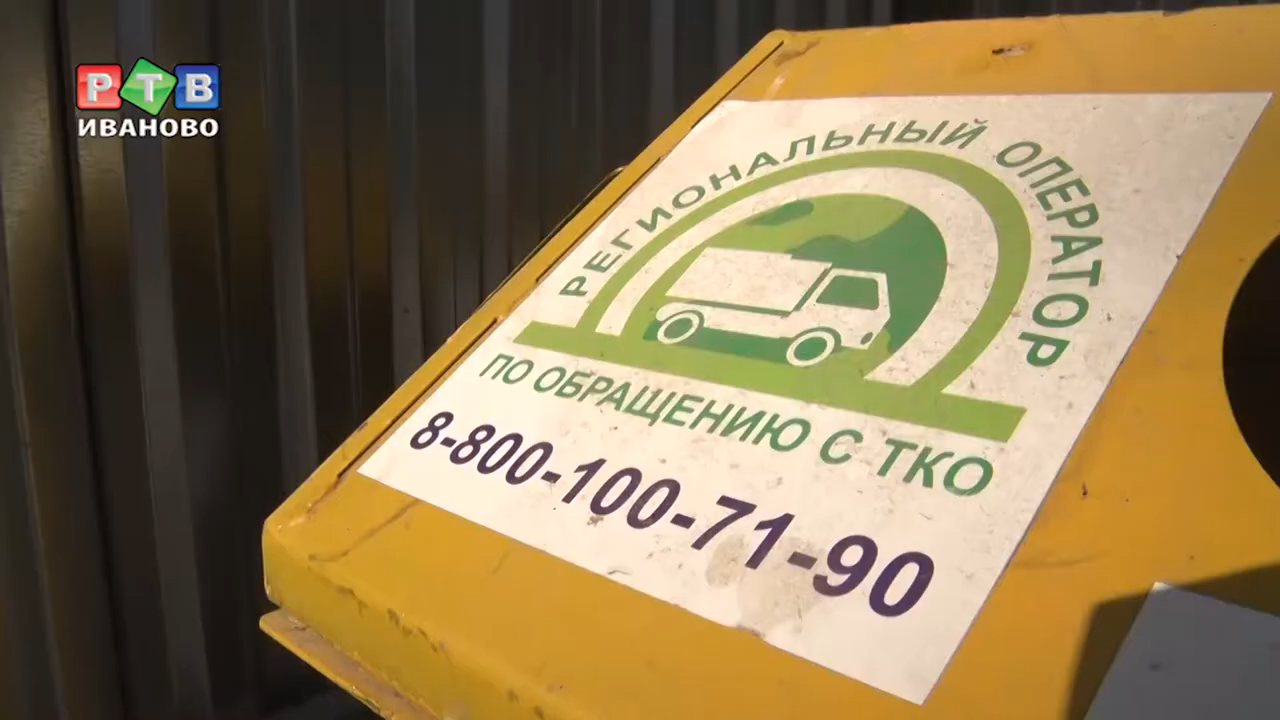 РТВ
ИВАНОВО
РЕГИОНАЛЬНЫЙ ОПЕРАТОР
ПО ОБРАЩЕНИЮ С ТКО
8-800-100-71-90